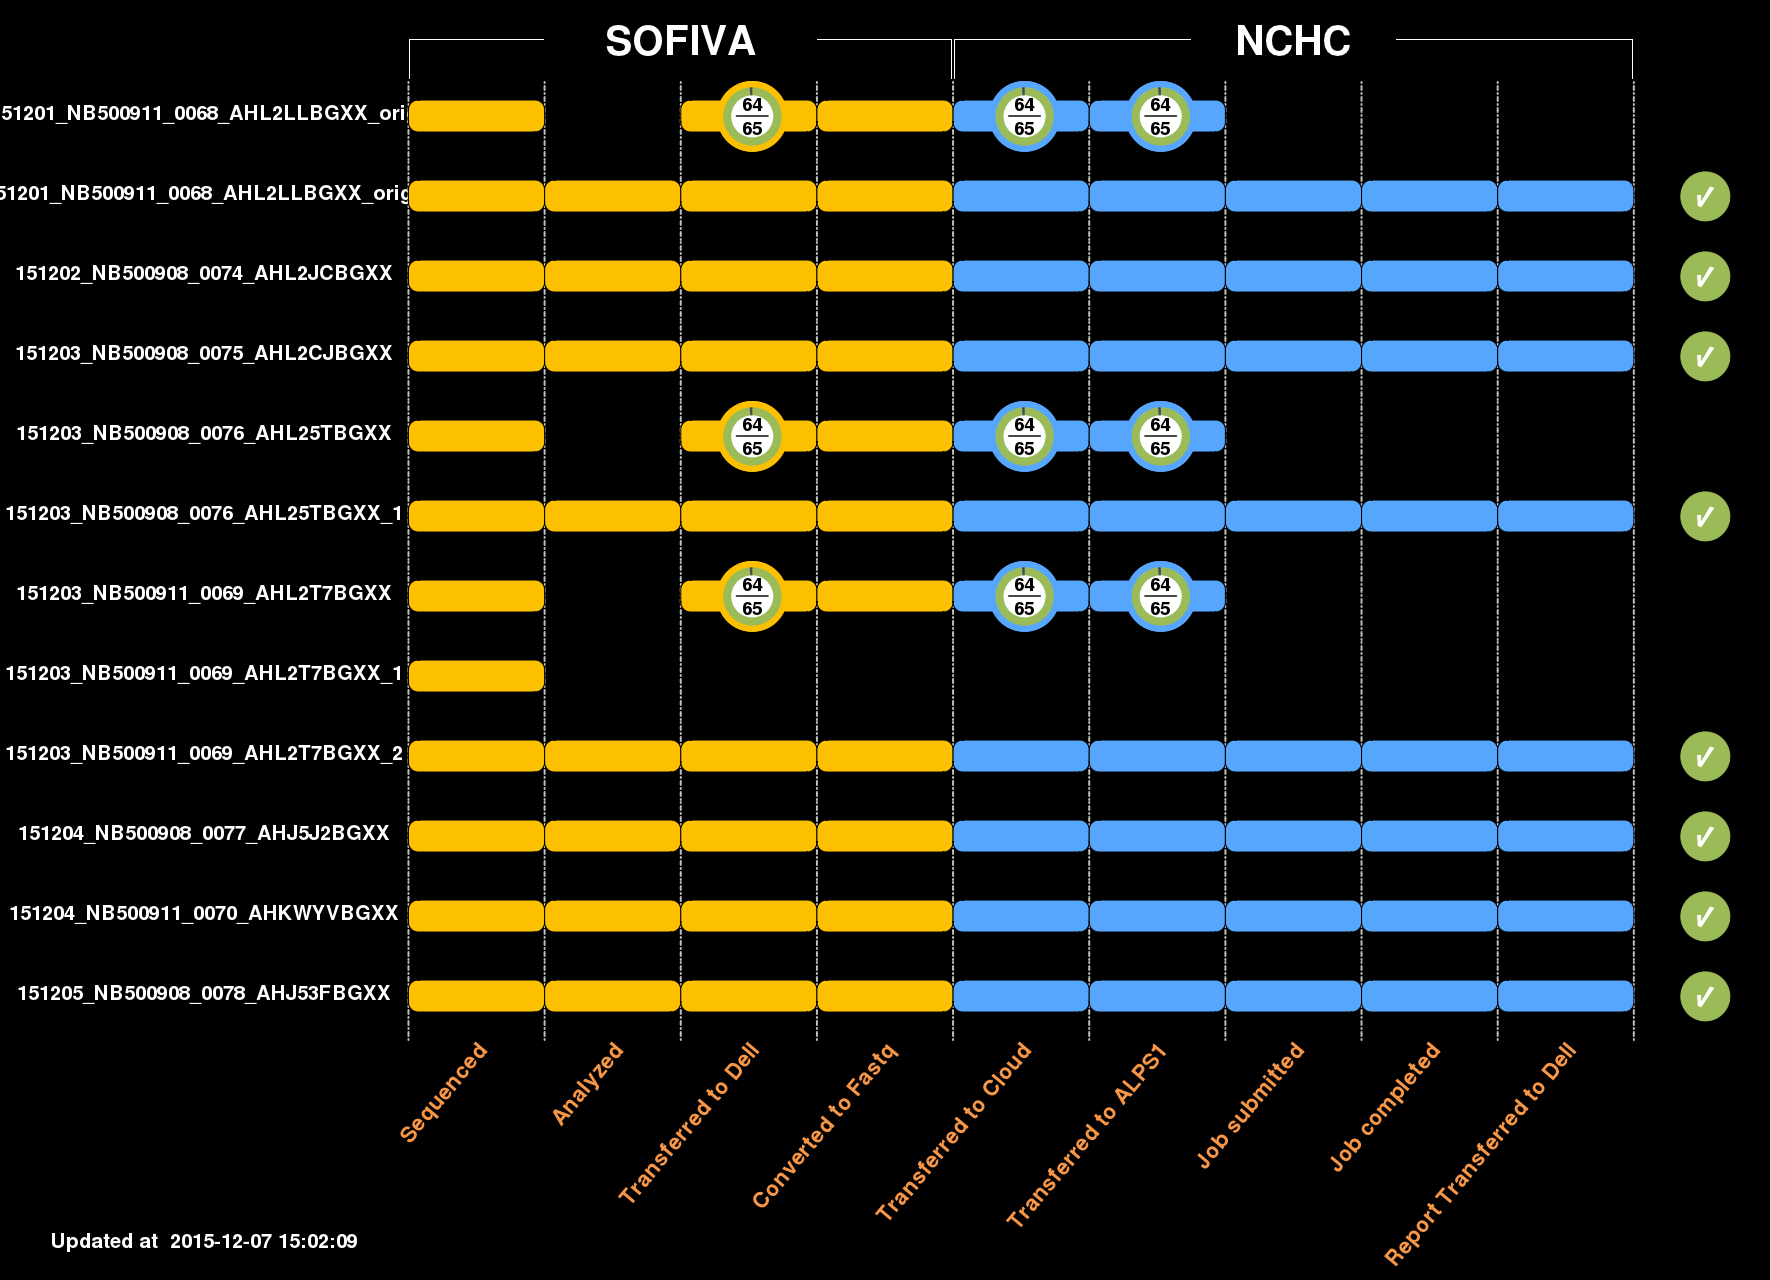 SOFIVA NCHC
51201_NB500911_0068_AHL2LLBGXX_ori
64
65
64
65
64
65
51201_NB500911_0068_AHL2LLBGXX_orig
✓
151202_NB500908_0074_AHL2JCBGXX
✓
151203_NB500908_0075_AHL2CJBGXX
✓
151203_NB500908_0076_AHL25TBGXX
64
65
64
65
64
65
151203_NB500908_0076_AHL25TBGXX_1
✓
151203_NB500911_0069_AHL2T7BGXX
64
65
64
65
64
65
151203_NB500911_0069_AHL2T7BGXX_1
151203_NB500911_0069_AHL2T7BGXX_2
✓
151204_NB500908_0077_AHJ5J2BGXX
✓
151204_NB500911_0070_AHKWYVBGXX
✓
151205_NB500908_0078_AHJ53FBGXX
✓
Sequenced
Analyzed
Transferred to Dell
Converted to Fastq
Transferred to Cloud
Transferred to ALPS1
Job submitted
Job completed
Report Transferred to Dell
Updated at 2015-12-07 15:02:09